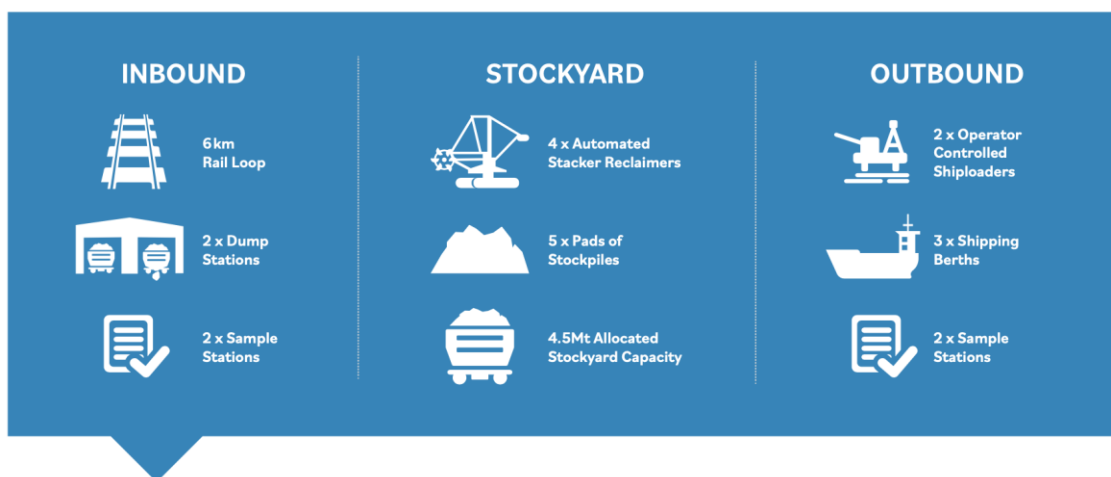 INBOUND
6km
Rail Loop
2 x Dump
Stations
2 x Sample
Stations
STOCKYARD
4 x Automated
Stacker Reclaimers
5 x Pads of
Stockpiles
4.5Mt Allocated
Stockyard Capacity
OUTBOUND
2 x Operator
Controlled
Shiploaders
3 x Shipping
Berths
2 x Sample
Stations